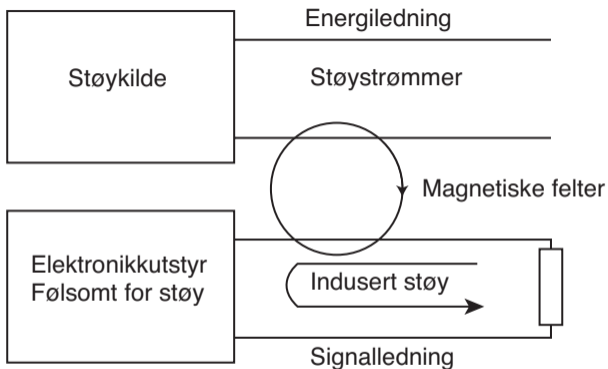 Energiledning
Støykilde
Støystrømmer
Magnetiske felter
Elektronikkutstyr
Følsomt for støy
Indusert støy
Signalledning